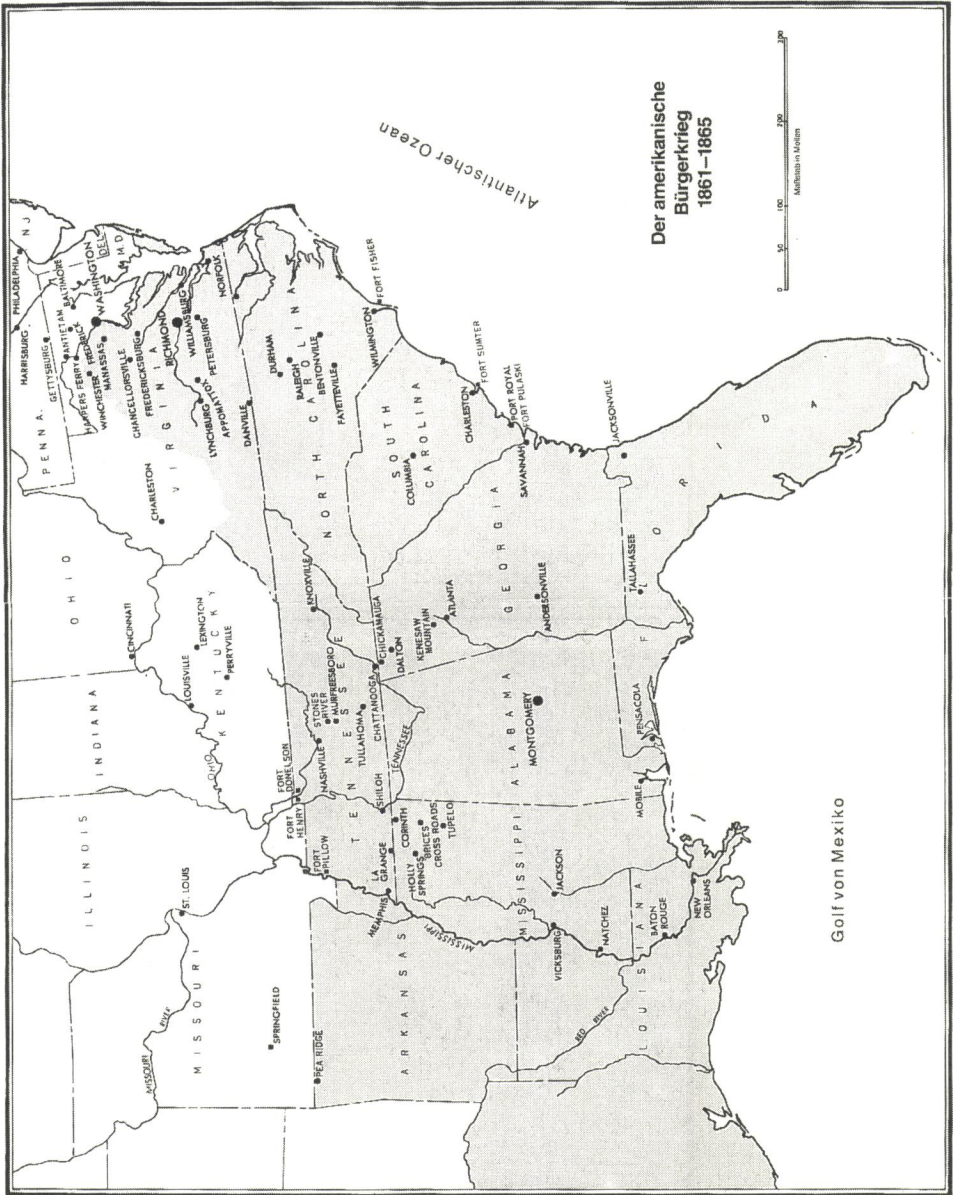 Der amerikanische
Bürgerkrieg
1861–1865
0
50
100
200
300
Maßstab in Meilen
Atlantischer Ozean
Golf von Mexiko
PHILADELPHIA
NJ
HARRISBURG
PENNA.
GETTYSBURG
ANTIETAM
BALTIMORE
HARPERS FERRY
FREDERICK
WASHINGTON
DEL.
M.D
WINCHESTER
MANASSAS
CHANCELLORSVILLE
FREDERICKSBURG
VIRGINIA
RICHMOND
WILLIAMSBURG
CHARLESTON
LYNCHBURG
APPOMATTOX
PETERSBURG
NORFOLK
DANVILLE
OHIO
CINCINNATI
INDIANA
ILLINOIS
LOUISVILLE
LEXINGTON
PERRYVILLE
KENTUCKY
OHIO
ST. LOUIS
MISSOURI
RIVER
MISSOURI
SPRINGFIELD
PEA RIDGE
DURHAM
RALEIGH
BENTONVILLE
FAYETTEVILLE
NORTH CAROLINA
WILMINGTON
FORT FISHER
KNOXVILLE
FORT
DONELSON
FORT
HENRY
NASHVILLE
STONES
RIVER
MURFREESBORO
TENNESSEE
TULLAHOMA
CHATTANOOGA
CHICKAMAUGA
DALTON
KENESAW
MOUNTAIN
ATLANTA
FORT
PILLOW
SHILOH
TENNESSEE
LA
GRANGE
CORINTH
MEMPHIS
HOLLY
SPRINGS
BRICES
CROSS ROADS
TUPELO
MISSISSIPPI
ARKANSAS
SOUTH
CAROLINA
COLUMBIA
CHARLESTON
FORT SUMTER
PORT ROYAL
FORT PULASKI
SAVANNAH
GEORGIA
ANDERSONVILLE
ALABAMA
MONTGOMERY
MISSISSIPPI
JACKSON
VICKSBURG
NATCHEZ
RED
RIVER
LOUISIANA
BATON
ROUGE
NEW
ORLEANS
MOBILE
PENSACOLA
TALLAHASSEE
JACKSONVILLE
FLORIDA